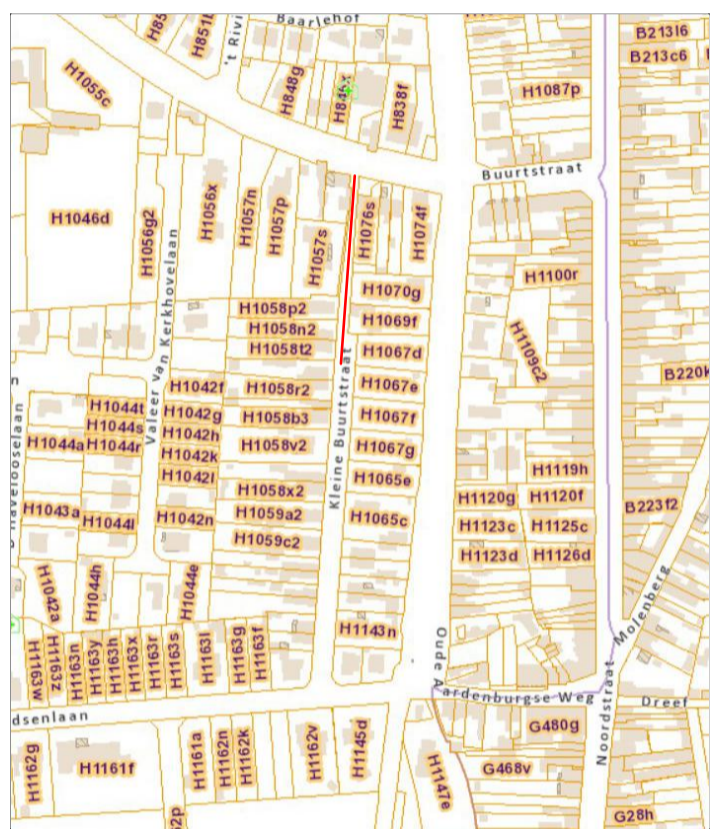 Baarlehof
't Rivi
H851k
B213l6
B213c6
H1055c
H848g
H838f
H1087p
Buurtstraat
H1046d
H1056g2
H1056x
H1057n
H1057p
H1057s
H1076s
H1074f
H1100r
H1070g
H1069f
H1067d
H1109c2
B220k
H1058p2
H1058n2
H1058t2
Valeer van Kerkhovelaan
H1042f
H1058r2
H1067e
H1044t
H1042g
H1058b3
H1067f
H1044s
H1042h
H1044a
H1044r
H1042k
H1058v2
H1067g
H1042l
Kleine Buurtstraat
H1065e
H1119h
H1058x2
H1120g
H1120f
B223f2
H1043a
H1044l
H1042n
H1059a2
H1065c
H1123c
H1125c
H1059c2
H1123d
H1126d
H1042a
H1044h
H1044e
H1143n
Molenberg
H1163w
H1163z
H1163n
H1163y
H1163h
H1163x
H1163r
H1163s
H1163l
H1163g
H1163f
Oude Aardenburgse Weg
Noordstraat
Dreef
dsenlaan
G480g
H1162g
H1161f
H1161a
H1162n
H1162k
H1162v
H1145d
H1147e
G468v
62p
G28h